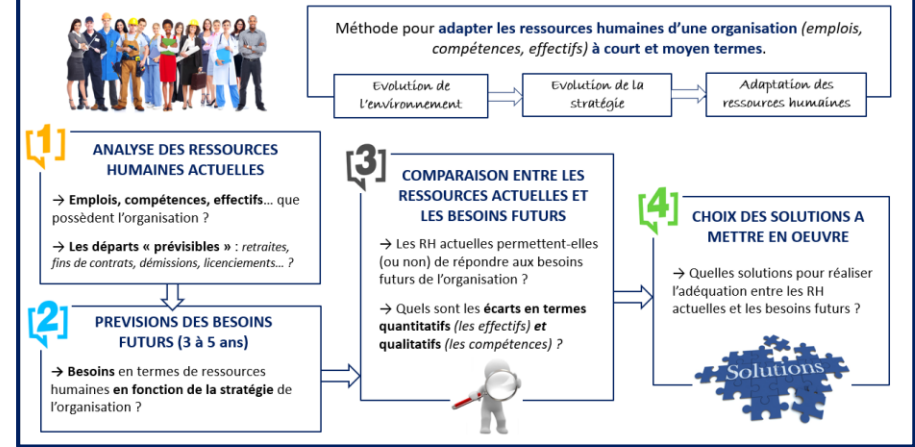 Méthode pour adapter les ressources humaines d'une organisation (emplois,
compétences, effectifs) à court et moyen termes.
Evolution de
l'environnement
Evolution de la
stratégie
Adaptation des
ressources humaines
[1]
ANALYSE DES RESSOURCES
HUMAINES ACTUELLES
→ Emplois, compétences, effectifs… que
possèdent l'organisation ?
→ Les départs « prévisibles » : retraites,
fins de contrats, démissions, licenciements… ?
[2]
PREVISIONS DES BESOINS
FUTURS (3 à 5 ans)
→ Besoins en termes de ressources
humaines en fonction de la stratégie de
l'organisation ?
[3]
COMPARAISON ENTRE LES
RESSOURCES ACTUELLES ET
LES BESOINS FUTURS
→ Les RH actuelles permettent-elles
(ou non) de répondre aux besoins
futurs de l'organisation ?
→ Quels sont les écarts en termes
quantitatifs (les effectifs) et
qualitatifs (les compétences) ?
[4]
CHOIX DES SOLUTIONS A
METTRE EN OEUVRE
→ Quelles solutions pour réaliser
l'adéquation entre les RH
actuelles et les besoins futurs ?
Solutions